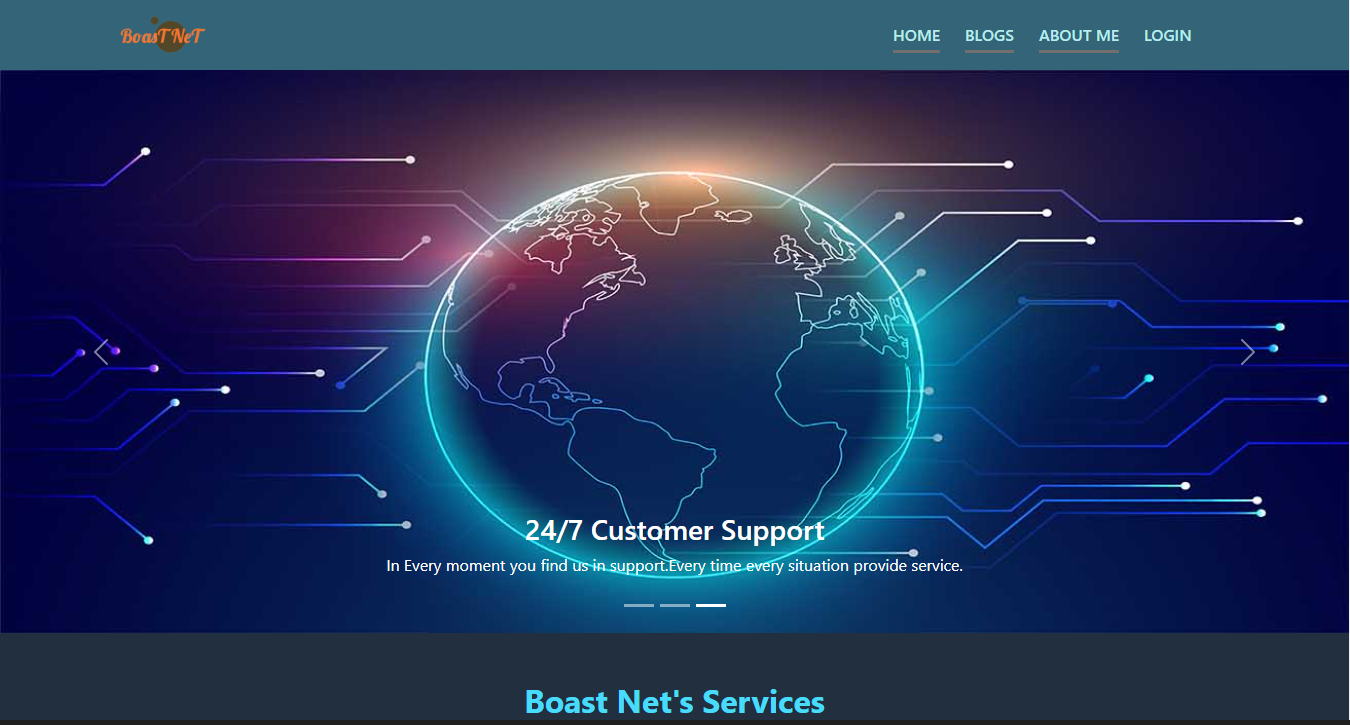 BoasT NeT
HOME BLOGS ABOUT ME LOGIN
24/7 Customer Support
In Every moment you find us in support.Every time every situation provide service.
Boast Net's Services